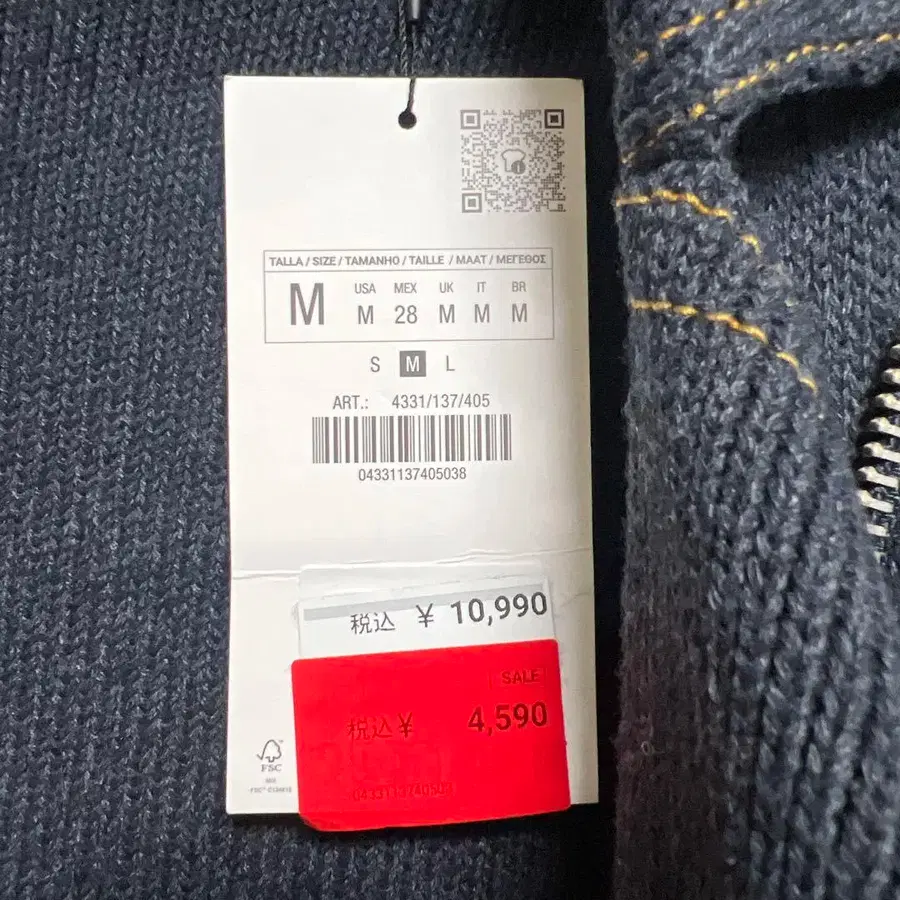 TALLA / SIZE / TAMANHO / TAILLE / MAAT / ΜΕΓΕΘΟΣ
M
USA MEX UK IT BR
M 28 M M M
S M L
ART.: 4331/137/405
04331137405038
税込 ¥ 10,990
SALE
税込¥ 4,590
FSC